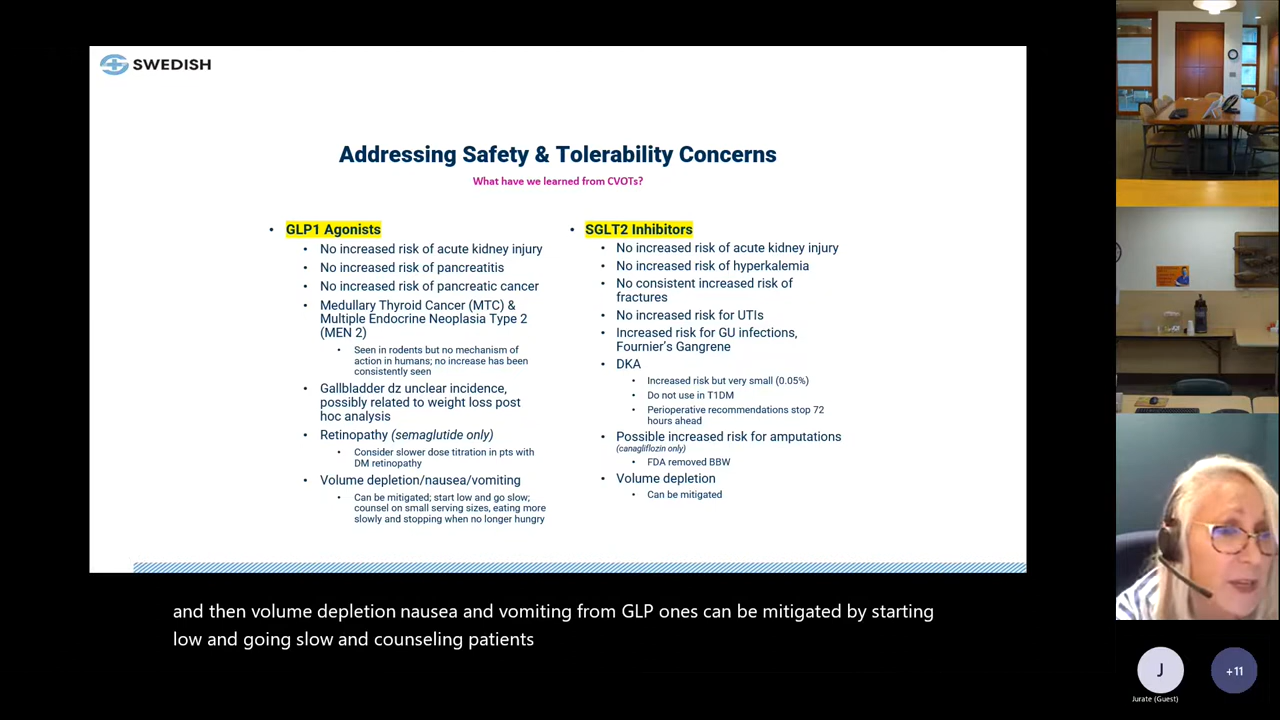 SWEDISH
Addressing Safety & Tolerability Concerns
What have we learned from CVOTs?
• GLP1 Agonists
• No increased risk of acute kidney injury
• No increased risk of pancreatitis
• No increased risk of pancreatic cancer
• Medullary Thyroid Cancer (MTC) &
Multiple Endocrine Neoplasia Type 2
(MEN 2)
• Seen in rodents but no mechanism of
action in humans; no increase has been
consistently seen
• Gallbladder dz unclear incidence,
possibly related to weight loss post
hoc analysis
• Retinopathy (semaglutide only)
• Consider slower dose titration in pts with
DM retinopathy
• Volume depletion/nausea/vomiting
• Can be mitigated; start low and go slow;
counsel on small serving sizes, eating more
slowly and stopping when no longer hungry
• SGLT2 Inhibitors
• No increased risk of acute kidney injury
• No increased risk of hyperkalemia
• No consistent increased risk of
fractures
• No increased risk for UTIs
• Increased risk for GU infections,
Fournier's Gangrene
• DKA
• Increased risk but very small (0.05%)
• Do not use in T1DM
• Perioperative recommendations stop 72
hours ahead
• Possible increased risk for amputations
(canagliflozin only)
• FDA removed BBW
• Volume depletion
• Can be mitigated
and then volume depletion nausea and vomiting from GLP ones can be mitigated by starting
low and going slow and counseling patients
J
+11
Jurate (Guest)